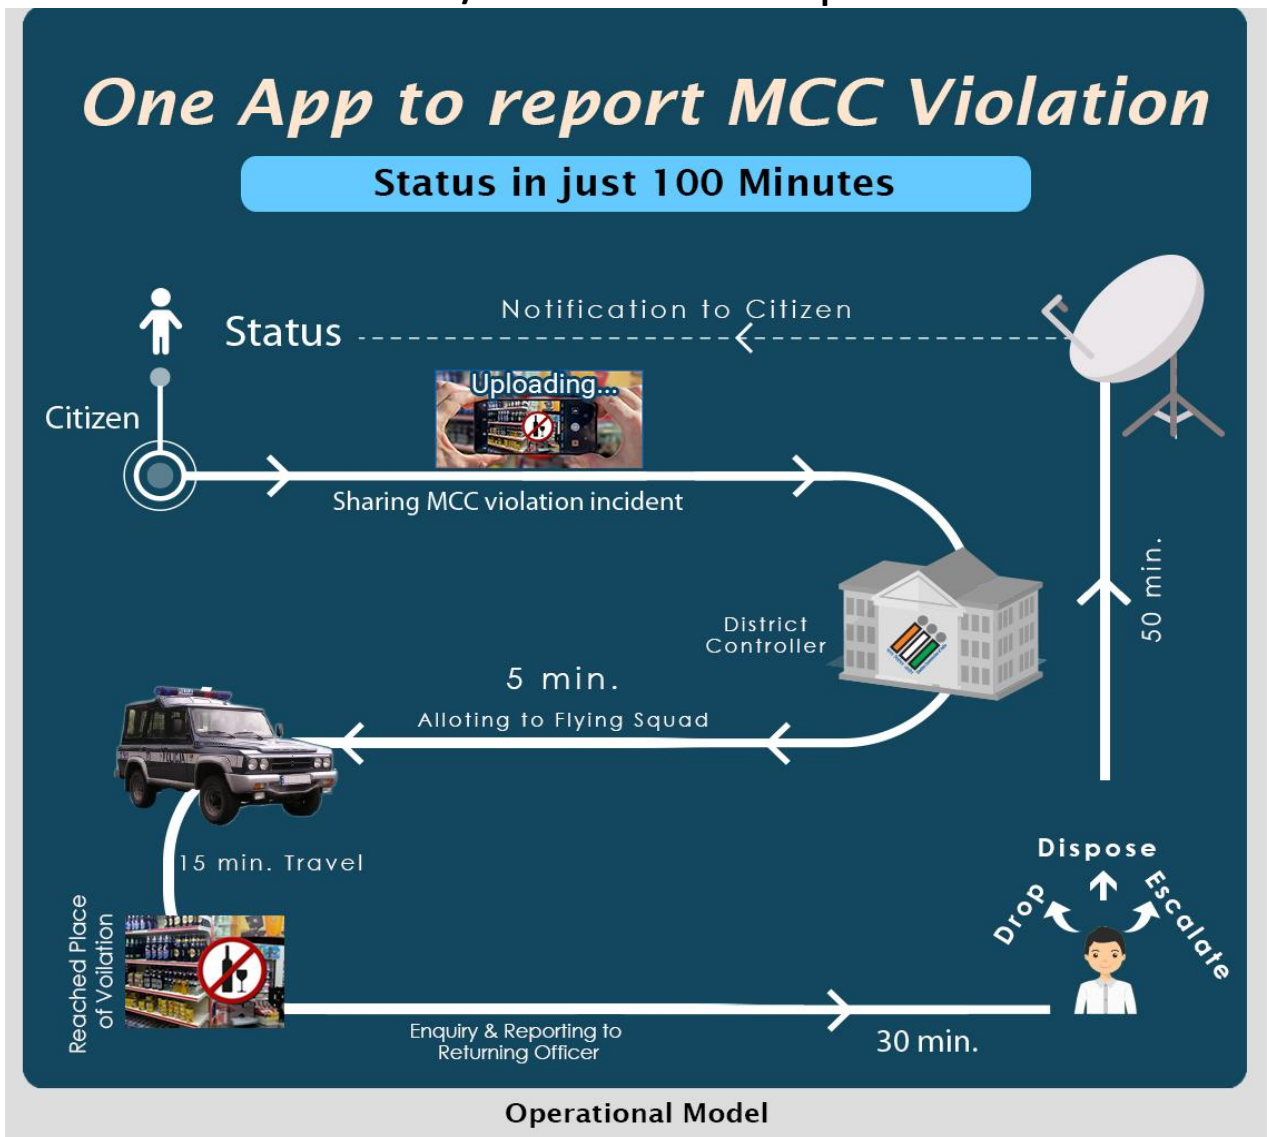 One App to report MCC Violation
Status in just 100 Minutes
Notification to Citizen
Status
Uploading...
Citizen
Sharing MCC violation incident
50 min.
District
Controller
5 min.
Alloting to Flying Squad
POLICIA
15 min. Travel
Dispose
Drop
Escalate
Reached Place
of Voilation
Enquiry & Reporting to
Returning Officer
30 min.
Operational Model